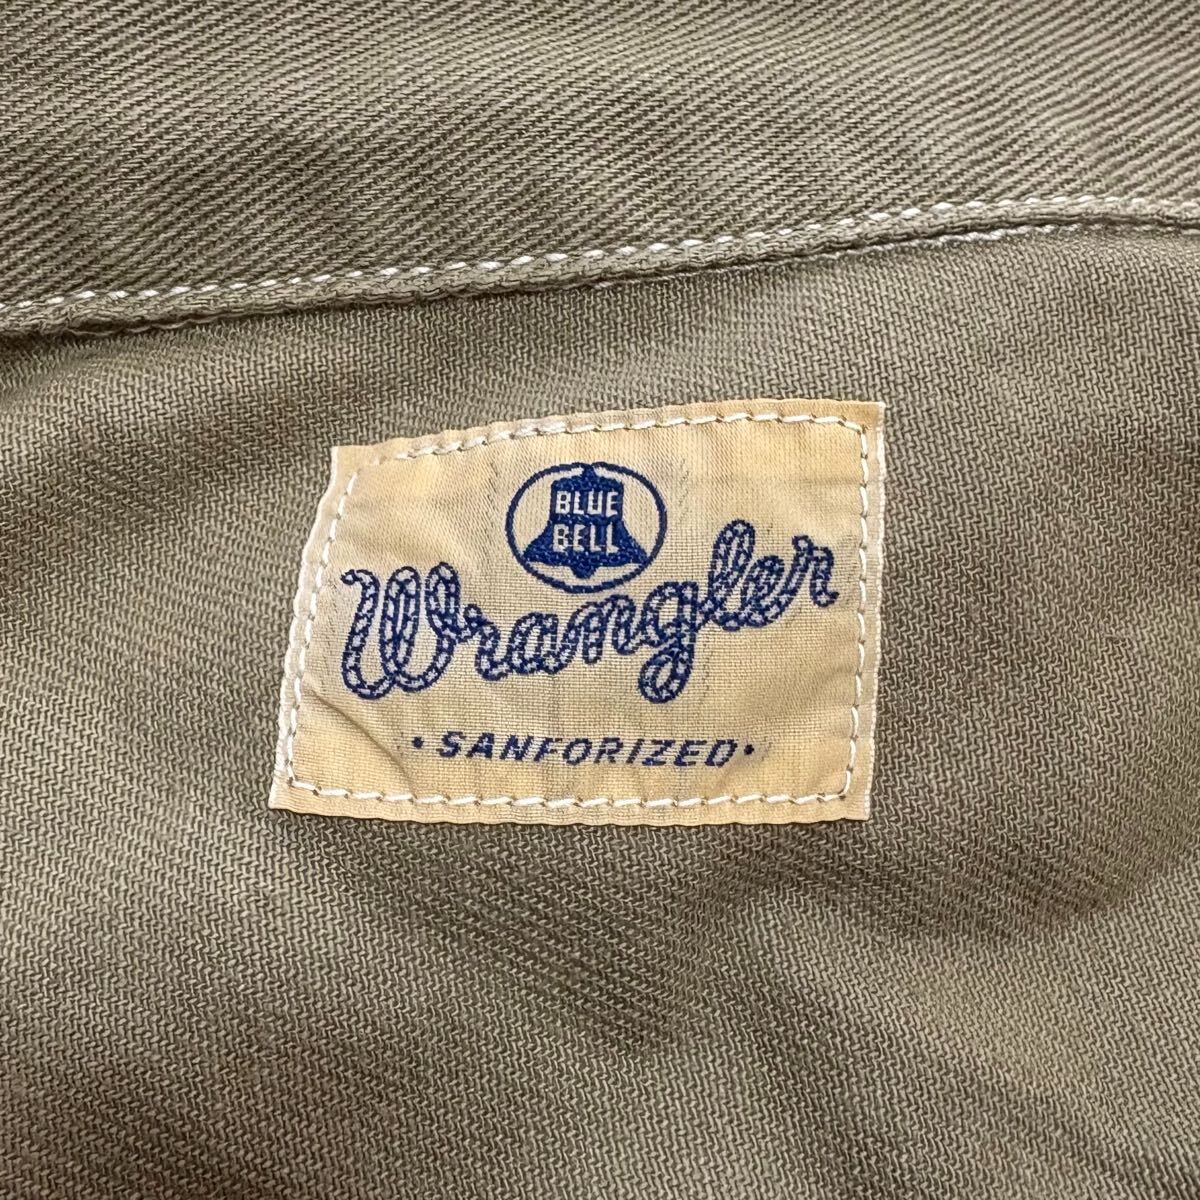 BLUE
BELL
Wrangler
• SANFORIZED •